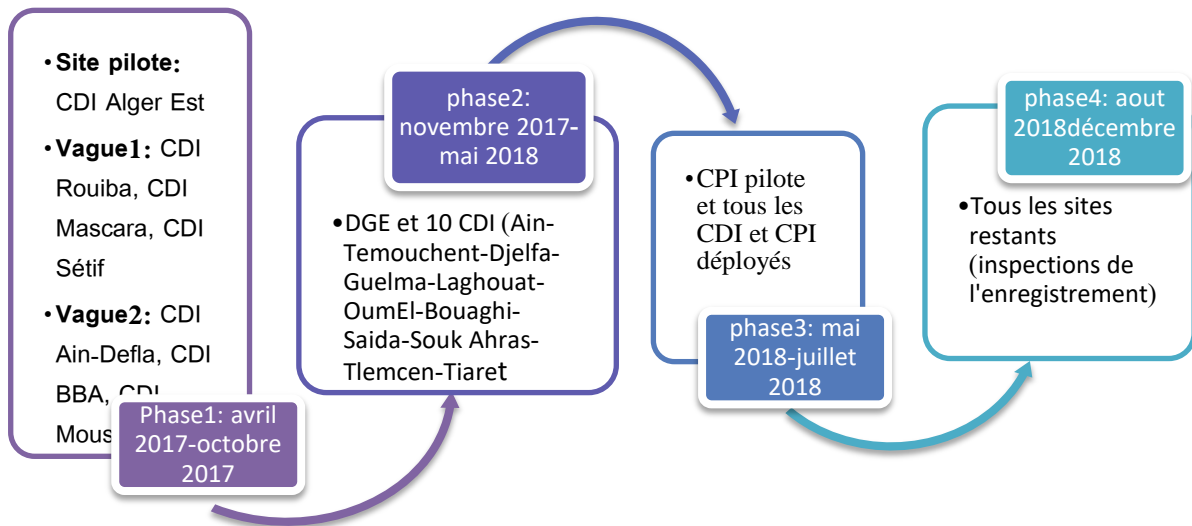 •Site pilote:
CDI Alger Est
•Vague1: CDI
Rouiba, CDI
Mascara, CDI
Sétif
•Vague2: CDI
Ain-Defla, CDI
BBA, CDI
Phase1: avril
2017-octobre
2017
phase2:
novembre 2017-
mai 2018
•DGE et 10 CDI (Ain-
Temouchent-Djelfa-
Guelma-Laghouat-
OumEl-Bouaghi-
Saida-Souk Ahras-
Tlemcen-Tiaret
•CPI pilote
et tous les
CDI et CPI
déployés
phase3: mai
2018-juillet
2018
phase4: aout
2018décembre
2018
•Tous les sites
restants
(inspections de
l'enregistrement)